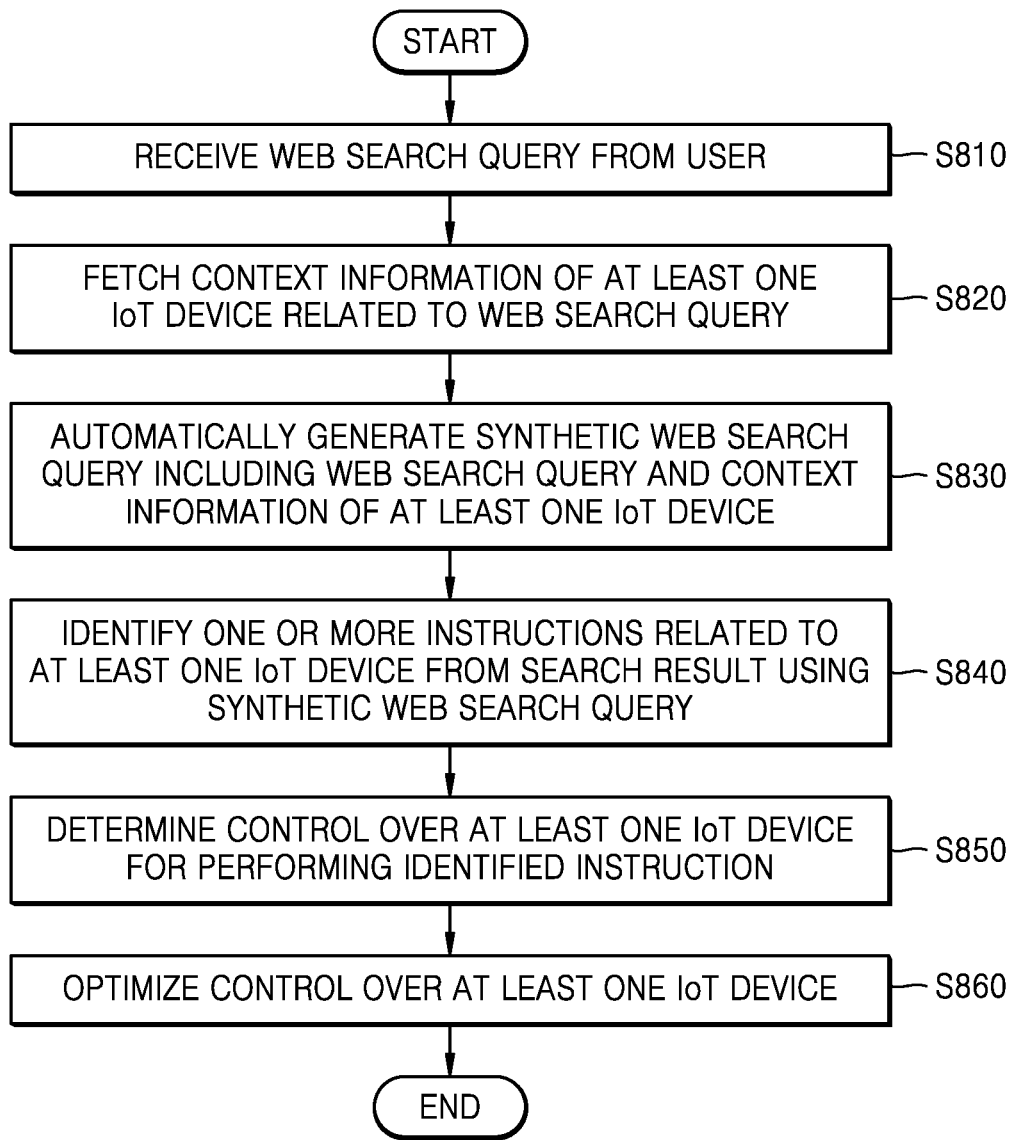 START
RECEIVE WEB SEARCH QUERY FROM USER
S810
FETCH CONTEXT INFORMATION OF AT LEAST ONE
IoT DEVICE RELATED TO WEB SEARCH QUERY
S820
AUTOMATICALLY GENERATE SYNTHETIC WEB SEARCH
QUERY INCLUDING WEB SEARCH QUERY AND CONTEXT
INFORMATION OF AT LEAST ONE IoT DEVICE
S830
IDENTIFY ONE OR MORE INSTRUCTIONS RELATED TO
AT LEAST ONE IoT DEVICE FROM SEARCH RESULT USING
SYNTHETIC WEB SEARCH QUERY
S840
DETERMINE CONTROL OVER AT LEAST ONE IoT DEVICE
FOR PERFORMING IDENTIFIED INSTRUCTION
S850
OPTIMIZE CONTROL OVER AT LEAST ONE IoT DEVICE
S860
END